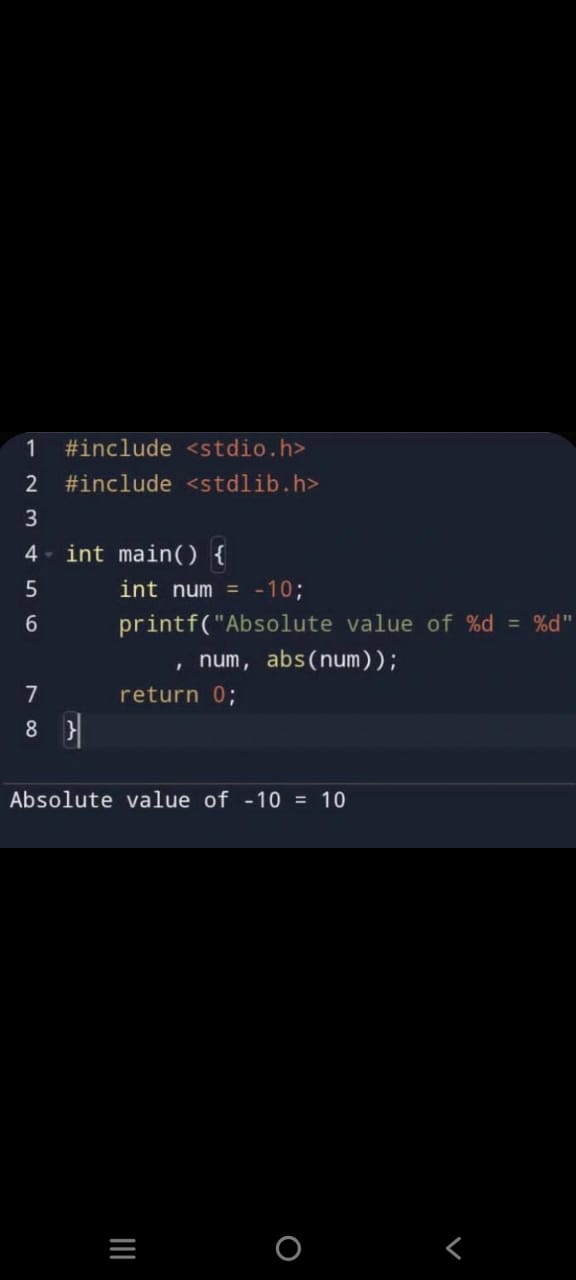 1 #include <stdio.h>
2 #include <stdlib.h>
3
4 int main() {
5 int num = -10;
6 printf("Absolute value of %d = %d"
, num, abs(num));
7 return 0;
8 }
Absolute value of -10 = 10